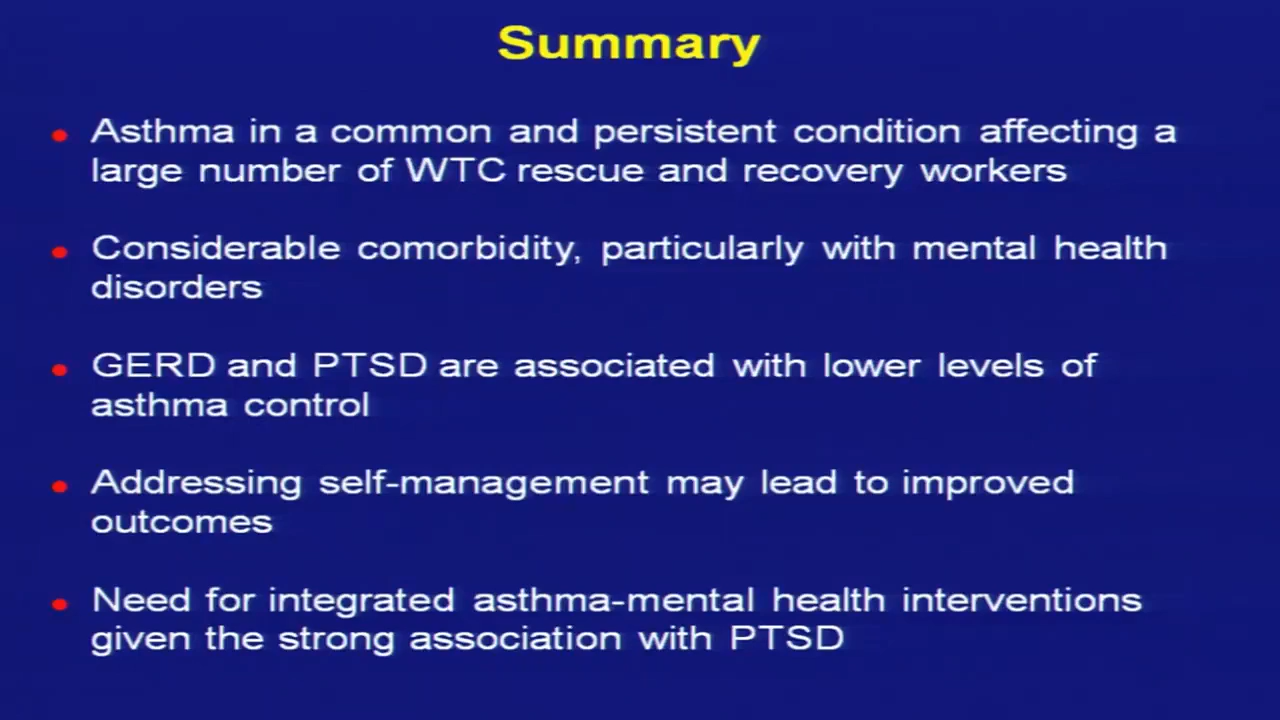 Summary
Asthma in a common and persistent condition affecting a
large number of WTC rescue and recovery workers
Considerable comorbidity, particularly with mental health
disorders
GERD and PTSD are associated with lower levels of
asthma control
Addressing self-management may lead to improved
outcomes
Need for integrated asthma-mental health interventions
given the strong association with PTSD